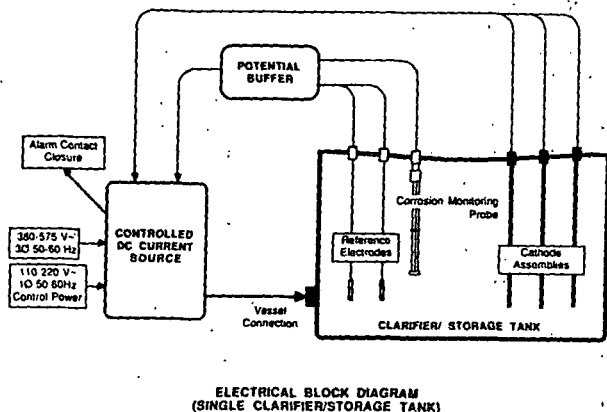 POTENTIAL
BUFFER
Alarm Contact
Closure
380-575 V~
3Ø 50-60 Hz
110 220 V~
1Ø 50 60Hz
Control Power
CONTROLLED
DC CURRENT
SOURCE
Vessel
Connection
Reference
Electrodes
Corrosion Monitoring
Probe
Cathode
Assemblies
CLARIFIER/ STORAGE TANK
ELECTRICAL BLOCK DIAGRAM
(SINGLE CLARIFIER/STORAGE TANK)